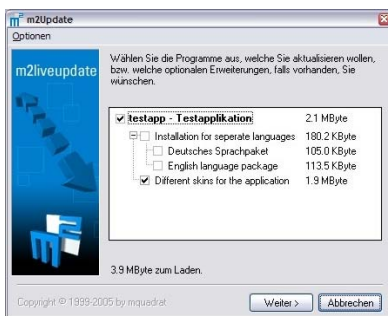 m2Update
Optionen
m2liveupdate
Wählen Sie die Programme aus, welche Sie aktualisieren wollen,
bzw. welche optionalen Erweiterungen, falls vorhanden, Sie
wünschen.
testapp - Testapplikation 2.1 MByte
Installation for seperate languages 180.2 KByte
Deutsches Sprachpaket 105.0 KByte
English language package 113.5 KByte
Different skins for the application 1.9 MByte
m2
3.9 MByte zum Laden.
Copyright © 1999-2005 by mquadrat
Weiter >
Abbrechen